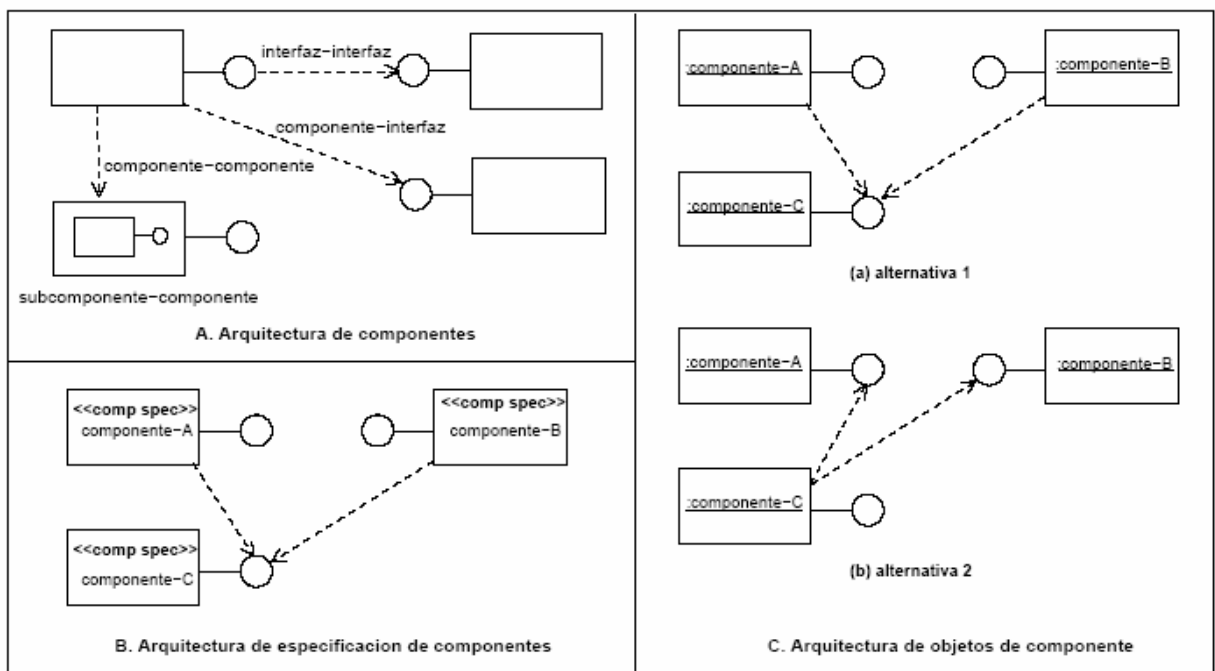 interfaz-interfaz
componente-interfaz
componente-componente
subcomponente-componente
A. Arquitectura de componentes
<<comp spec>>
componente-A
<<comp spec>>
componente-B
<<comp spec>>
componente-C
B. Arquitectura de especificacion de componentes
:componente-A
:componente-B
:componente-C
(a) alternativa 1
:componente-A
:componente-B
:componente-C
(b) alternativa 2
C. Arquitectura de objetos de componente